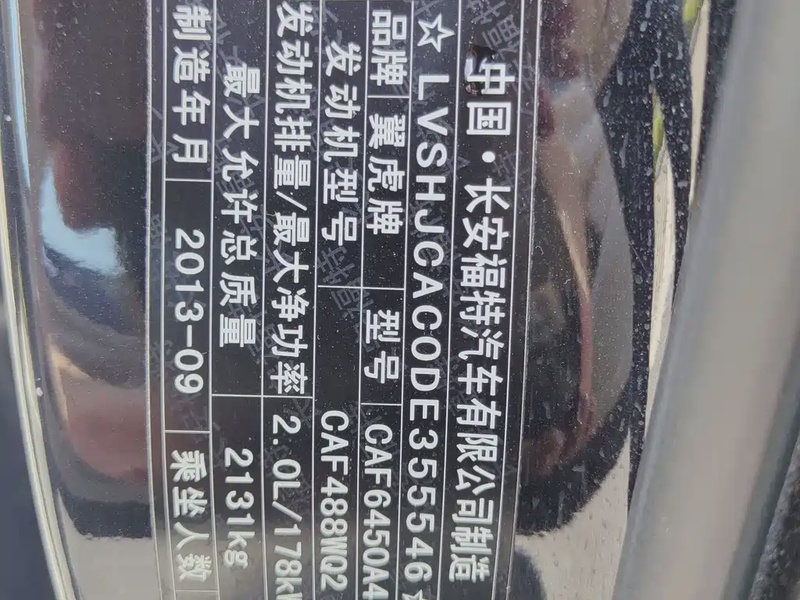 中国·长安福特汽车有限公司制造
☆LVSHJCAC0DE355546☆
品牌 翼虎牌 型号 CAF6450A4
发动机型号 CAF488WQ2
发动机排量/最大净功率 2.0L/178kW
最大允许总质量 2131kg
制造年月 2013-09 乘坐人数